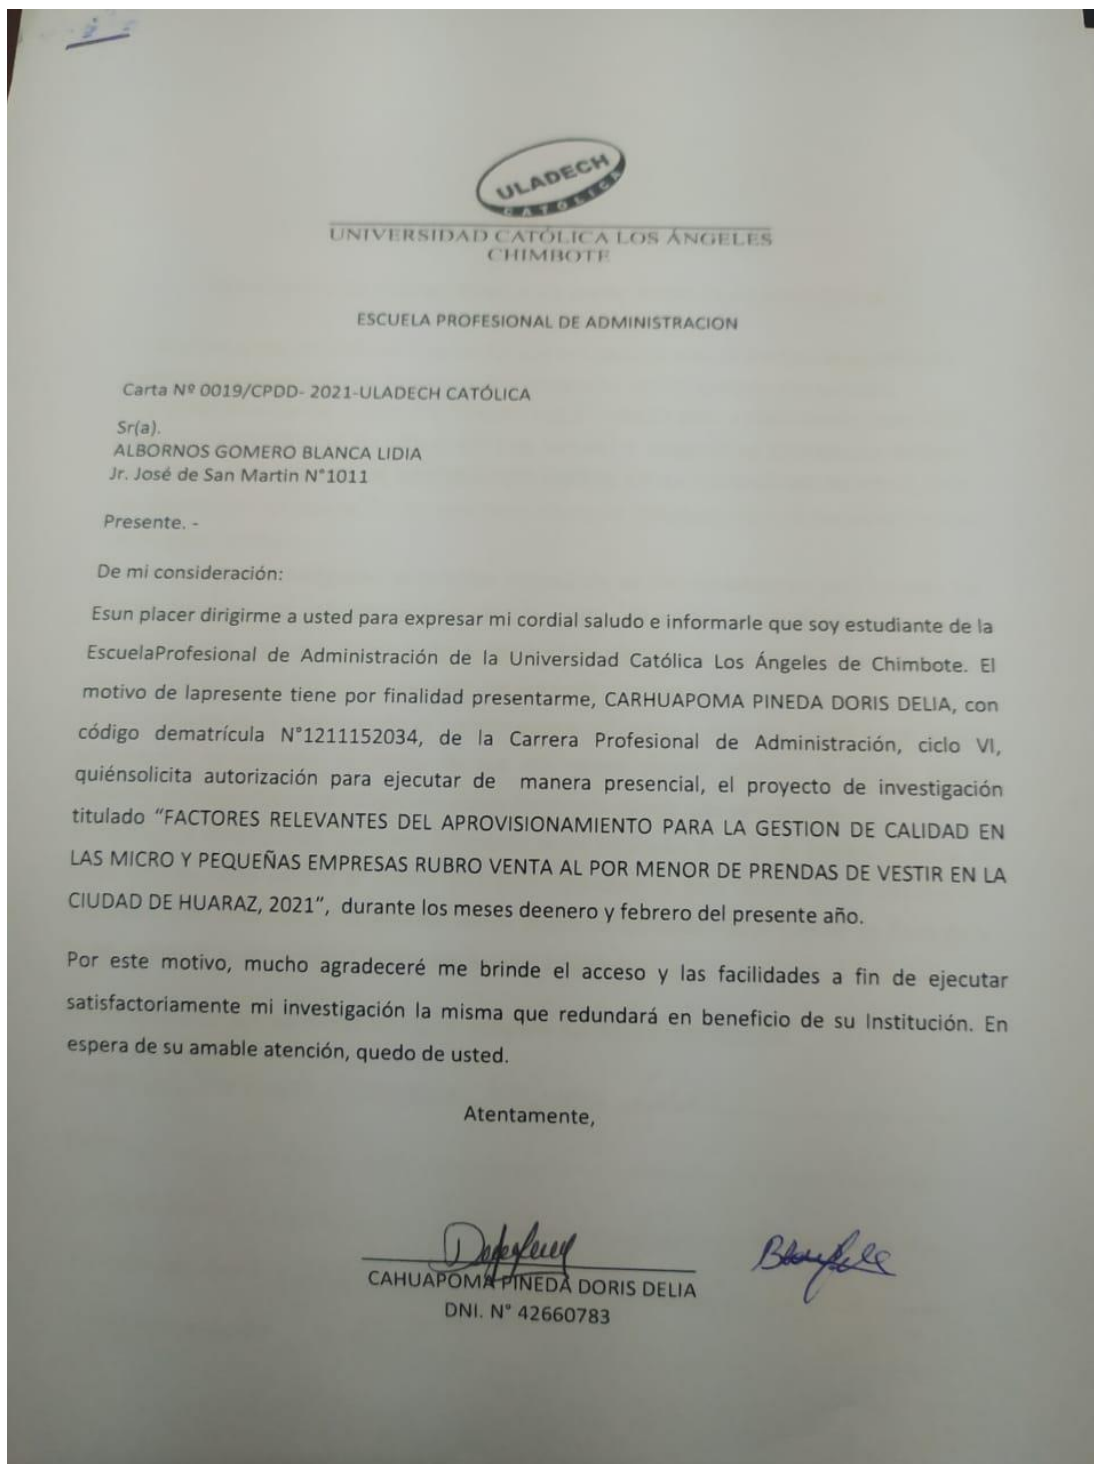 ULADECH
CATÓLICA
UNIVERSIDAD CATÓLICA LOS ÁNGELES
CHIMBOTE
ESCUELA PROFESIONAL DE ADMINISTRACION
Carta Nº 0019/CPDD- 2021-ULADECH CATÓLICA
Sr(a).
ALBORNOS GOMERO BLANCA LIDIA
Jr. José de San Martin N°1011
Presente. -
De mi consideración:
Esun placer dirigirme a usted para expresar mi cordial saludo e informarle que soy estudiante de la
EscuelaProfesional de Administración de la Universidad Católica Los Ángeles de Chimbote. El
motivo de lapresente tiene por finalidad presentarme, CARHUAPOMA PINEDA DORIS DELIA, con
código dematrícula N°1211152034, de la Carrera Profesional de Administración, ciclo VI,
quiénsolicita autorización para ejecutar de manera presencial, el proyecto de investigación
titulado “FACTORES RELEVANTES DEL APROVISIONAMIENTO PARA LA GESTION DE CALIDAD EN
LAS MICRO Y PEQUEÑAS EMPRESAS RUBRO VENTA AL POR MENOR DE PRENDAS DE VESTIR EN LA
CIUDAD DE HUARAZ, 2021”, durante los meses deenero y febrero del presente año.
Por este motivo, mucho agradeceré me brinde el acceso y las facilidades a fin de ejecutar
satisfactoriamente mi investigación la misma que redundará en beneficio de su Institución. En
espera de su amable atención, quedo de usted.
Atentamente,
CAHUAPOMA PINEDA DORIS DELIA
DNI. N° 42660783